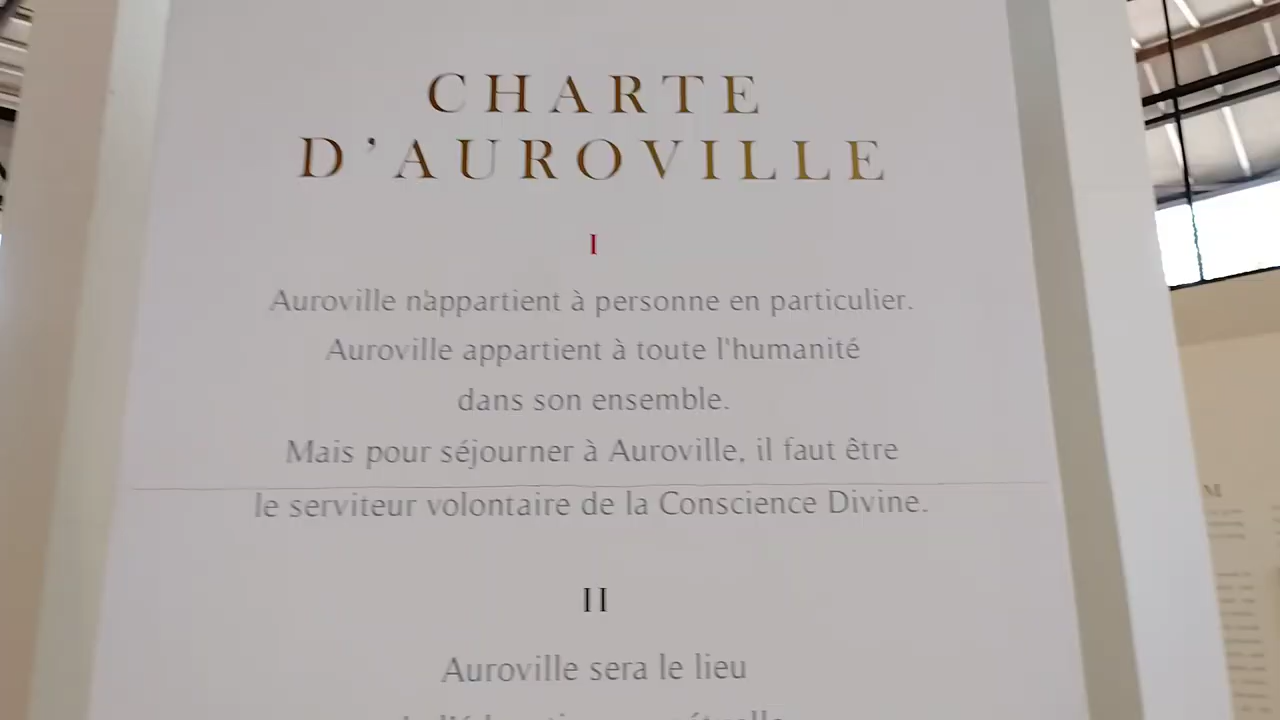 CHARTE
D'AUROVILLE
I
Auroville n'appartient à personne en particulier.
Auroville appartient à toute l'humanité
dans son ensemble.
Mais pour séjourner à Auroville, il faut être
le serviteur volontaire de la Conscience Divine.
II
Auroville sera le lieu